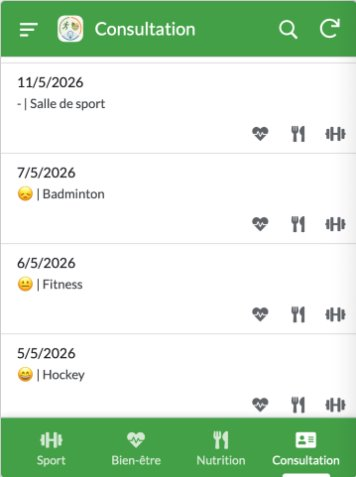 Consultation
11/5/2026
- | Salle de sport
7/5/2026
😞 | Badminton
6/5/2026
😐 | Fitness
5/5/2026
😄 | Hockey
Sport Bien-être Nutrition Consultation